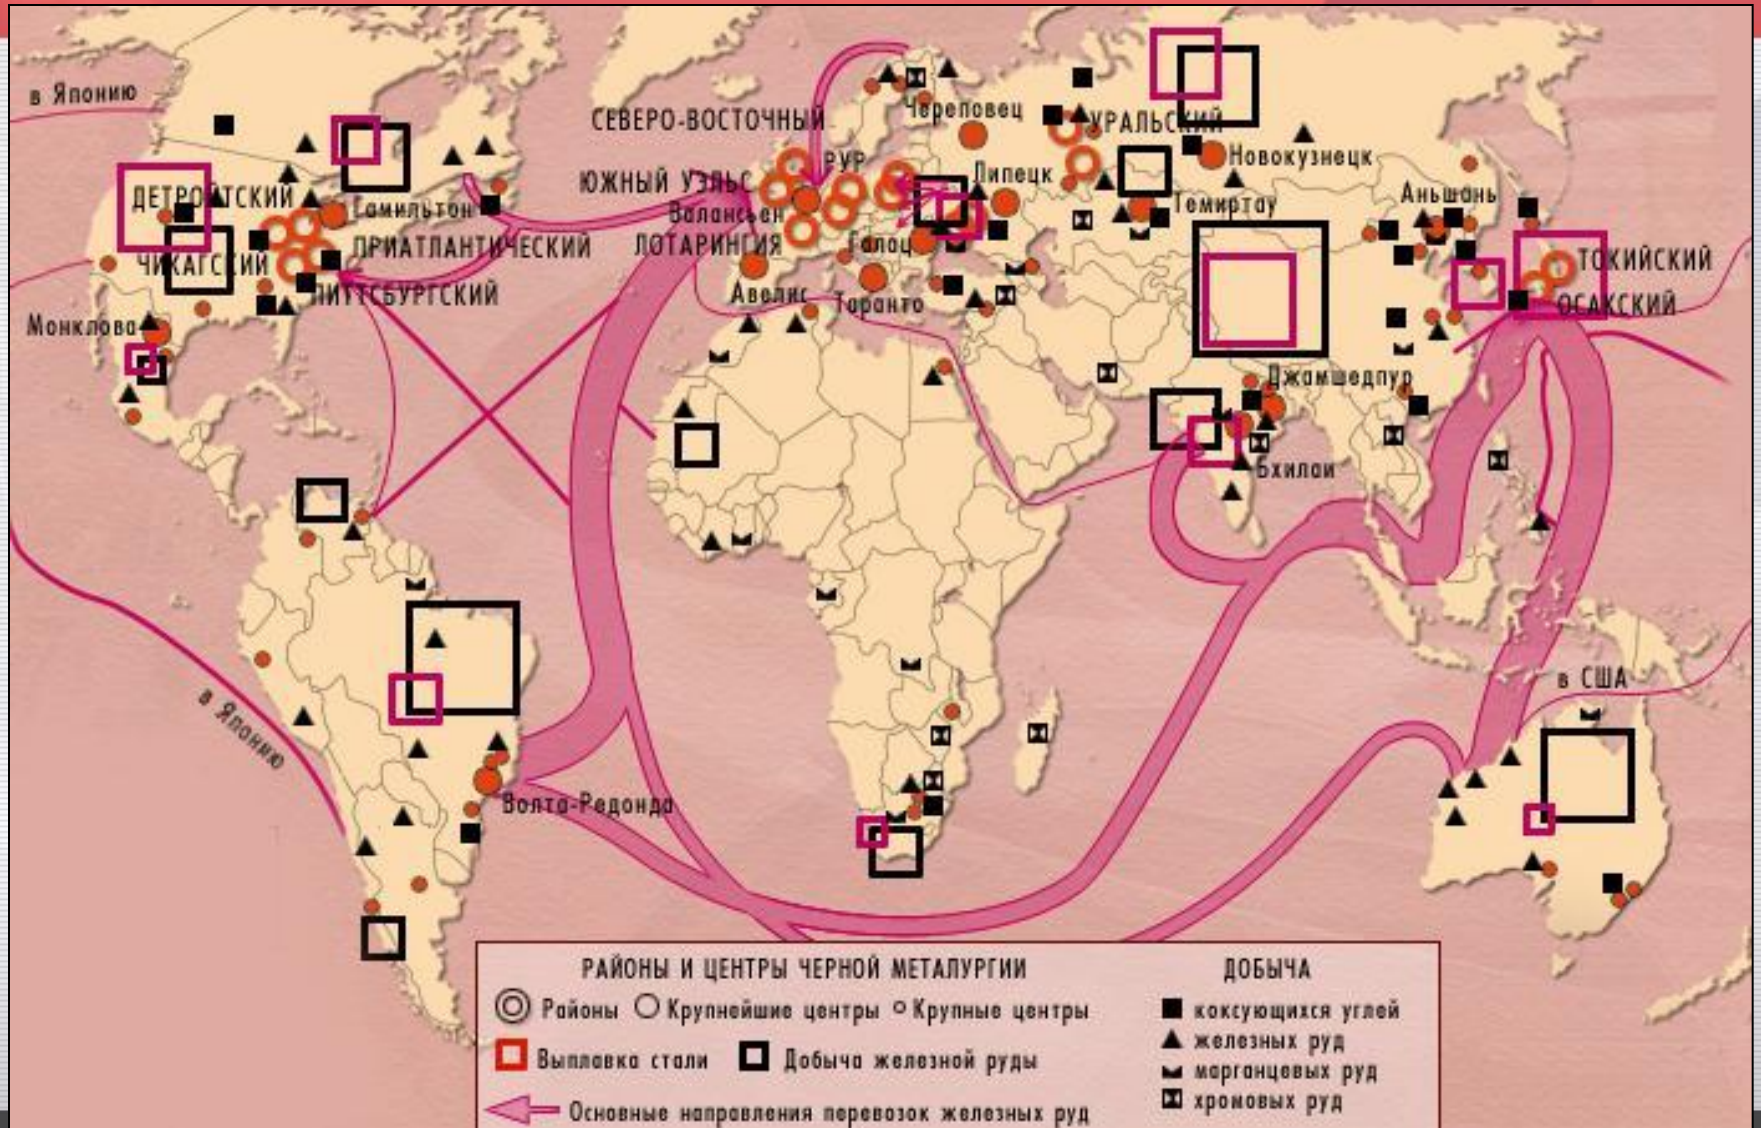 в Японию
СЕВЕРО-ВОСТОЧНЫЙ
Череповец
УРАЛЬСКИЙ
РУР
Новокузнецк
ЮЖНЫЙ УЭЛЬС
Липецк
ДЕТРОЙТСКИЙ
Гамильтон
Валансьен
Темиртау
Аньшань
ПРИАТЛАНТИЧЕСКИЙ
ЛОТАРИНГИЯ
Галац
ЧИКАГСКИЙ
ТОКИЙСКИЙ
ПИТТСБУРГСКИЙ
Авелис
Таранто
ОСАКСКИЙ
Монклова
Джамшедпур
Бхилаи
в США
в Японию
Волта-Редонда
РАЙОНЫ И ЦЕНТРЫ ЧЕРНОЙ МЕТАЛУРГИИ
Районы
Крупнейшие центры
Крупные центры
Выплавка стали
Добыча железной руды
Основные направления перевозок железных руд
ДОБЫЧА
коксующихся углей
железных руд
марганцевых руд
хромовых руд